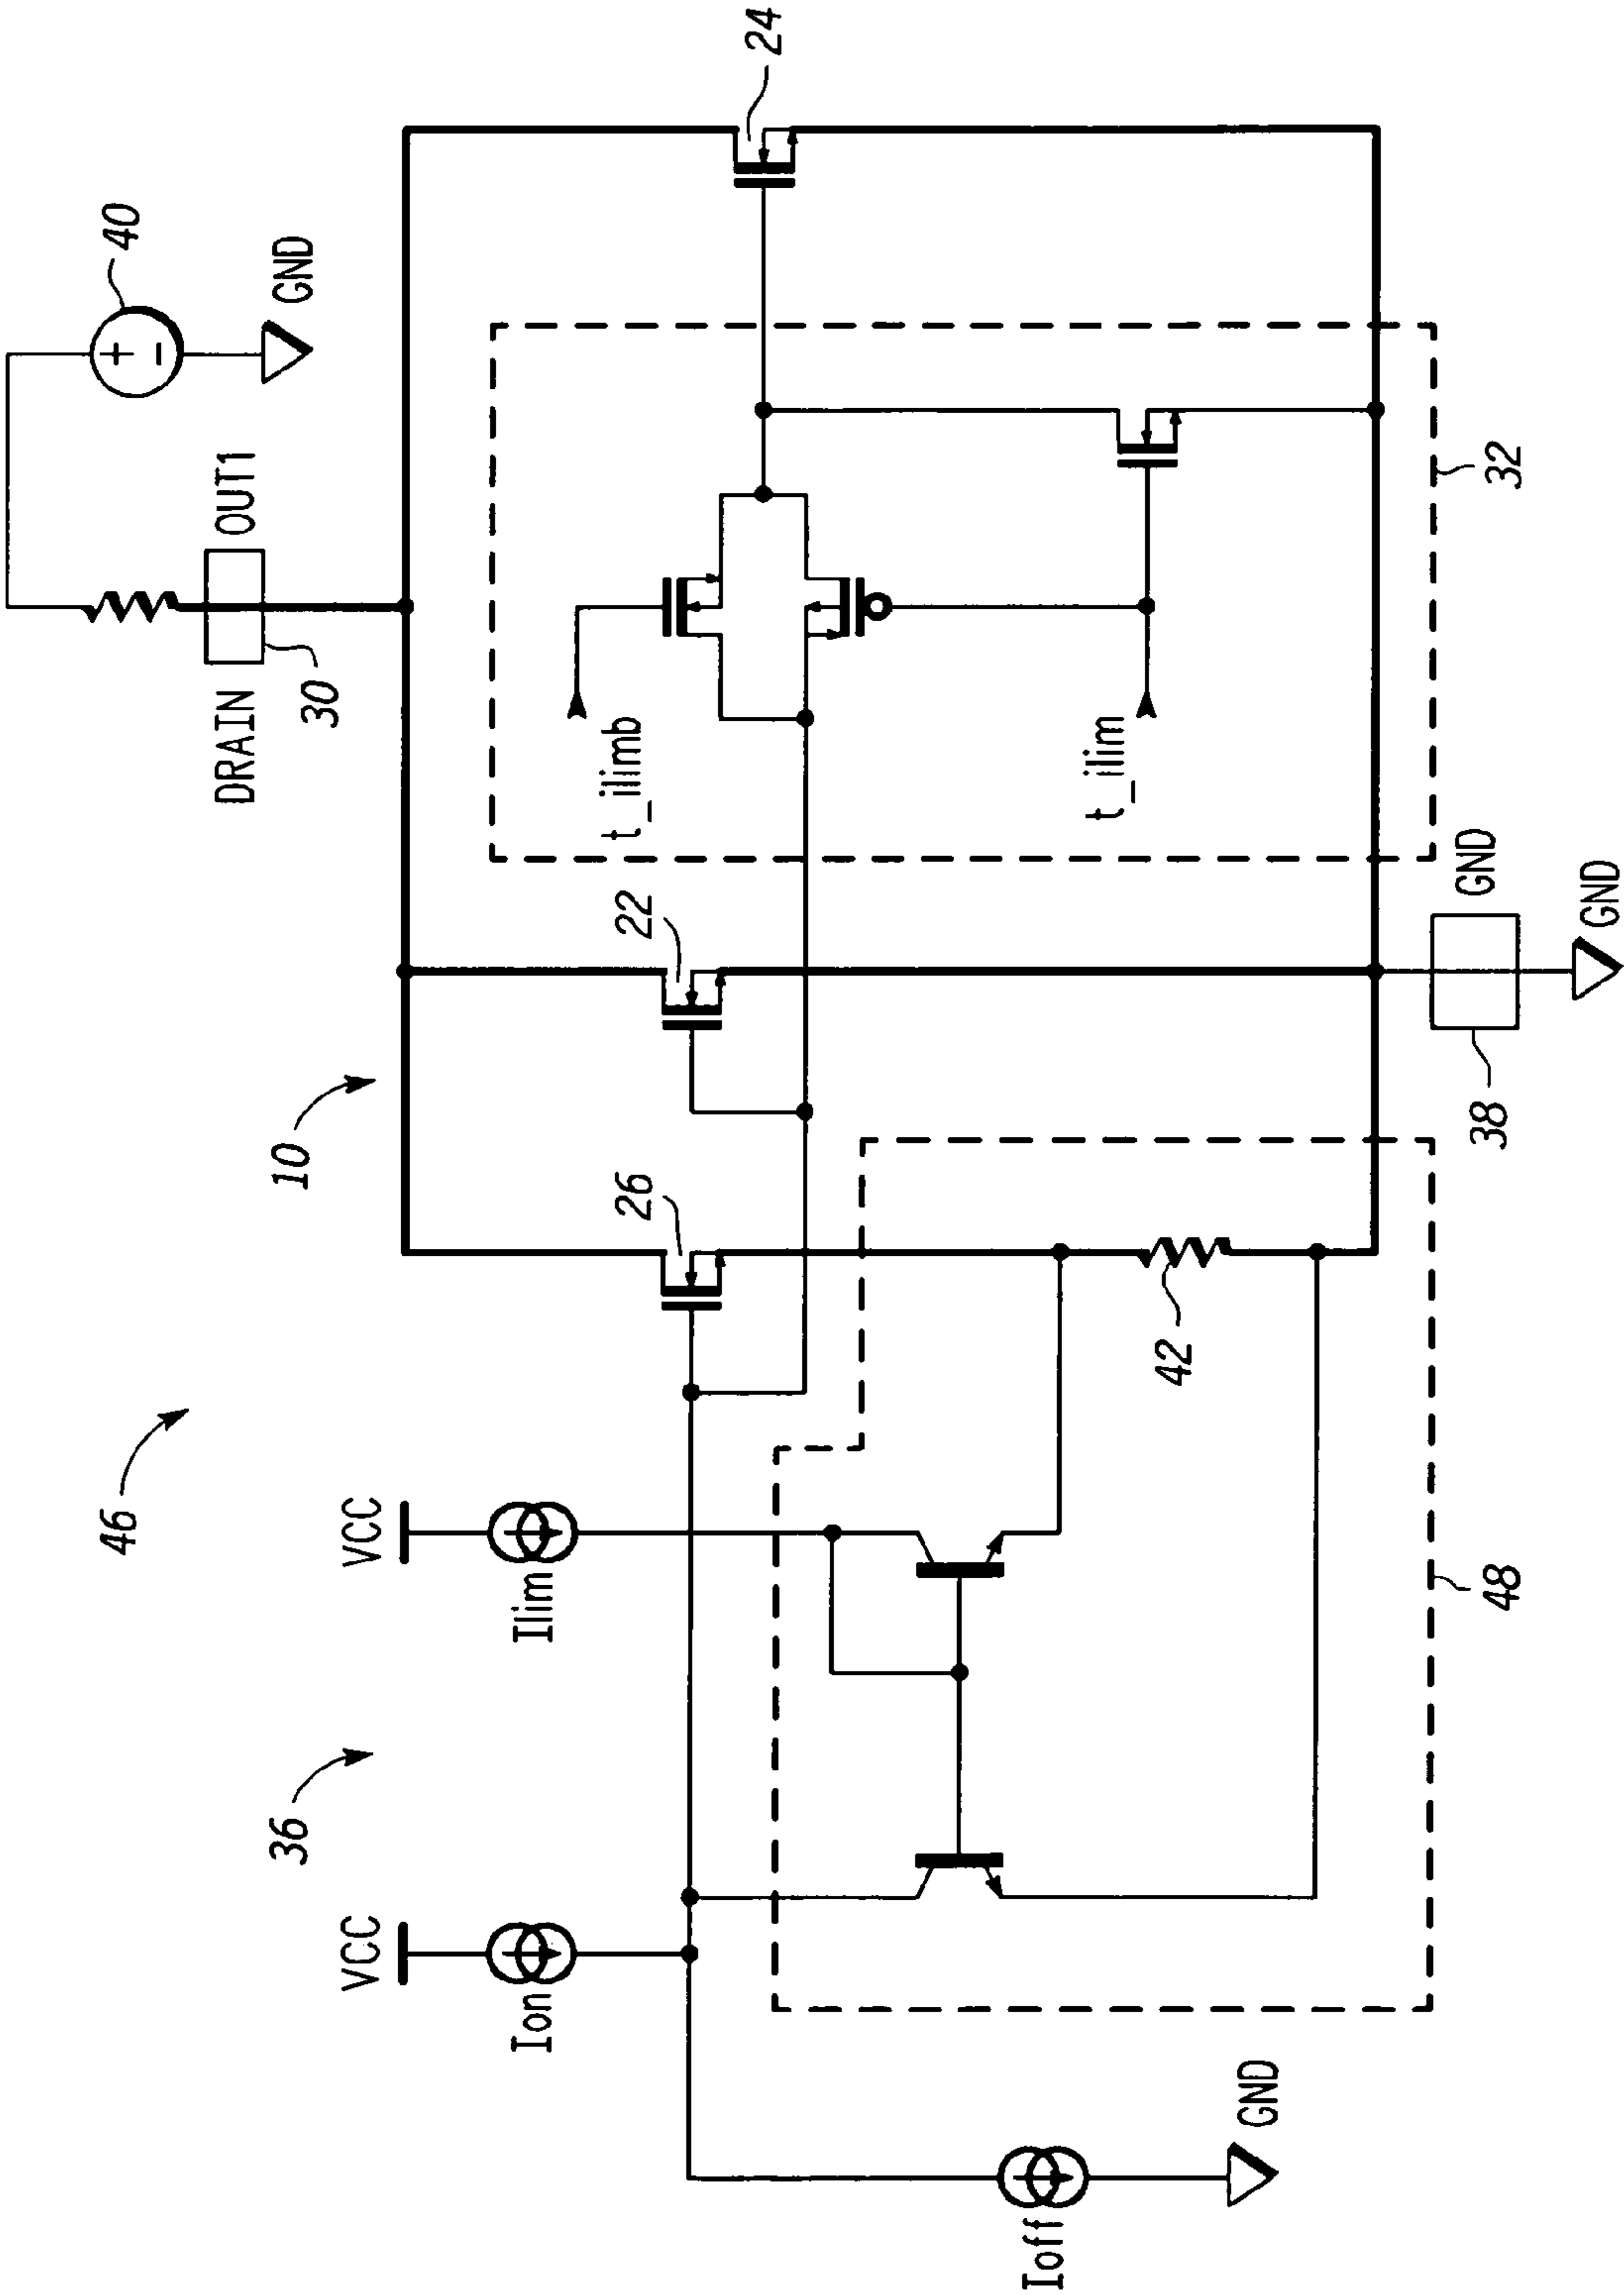 46
36
10
40
GND
VCC
Ion
VCC
Ilim
DRAIN
OUT1
30
26
22
24
t_ilimb
t_ilim
42
32
Ioff
GND
48
38
GND
GND